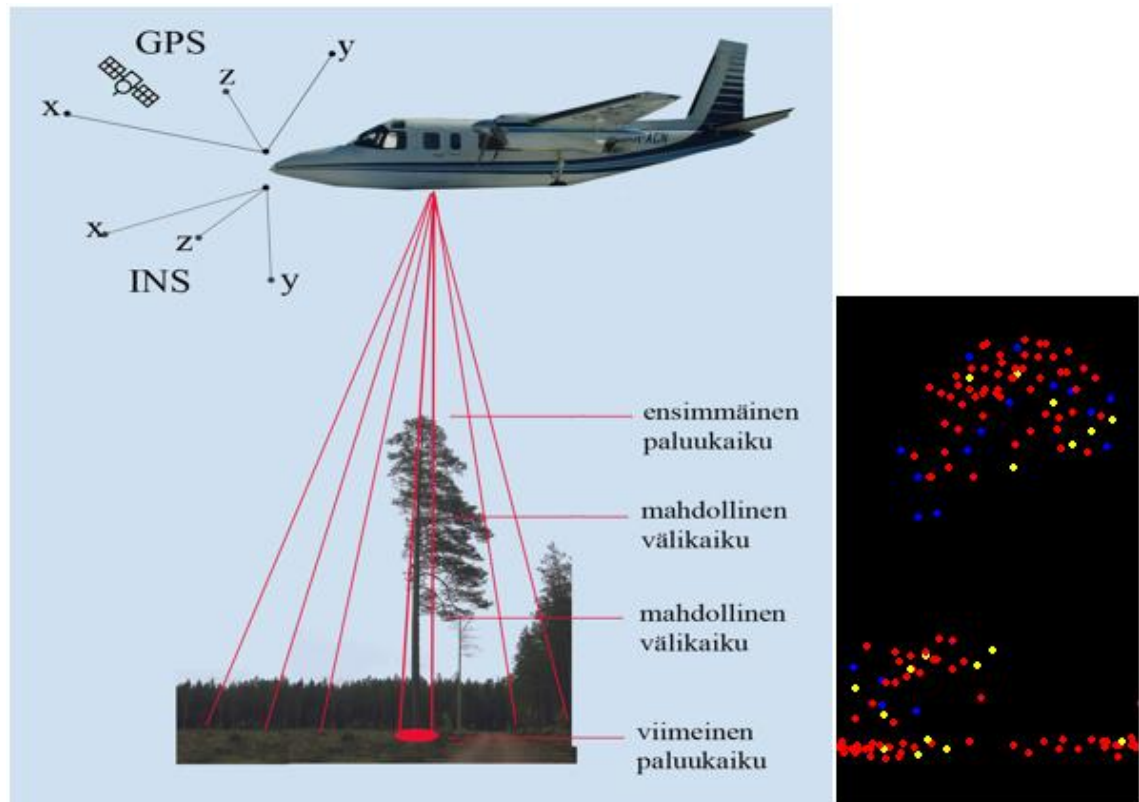 GPS
x
z
y
x
z
y
INS
ensimmäinen
paluukaiku
mahdollinen
välikaiku
mahdollinen
välikaiku
viimeinen
paluukaiku